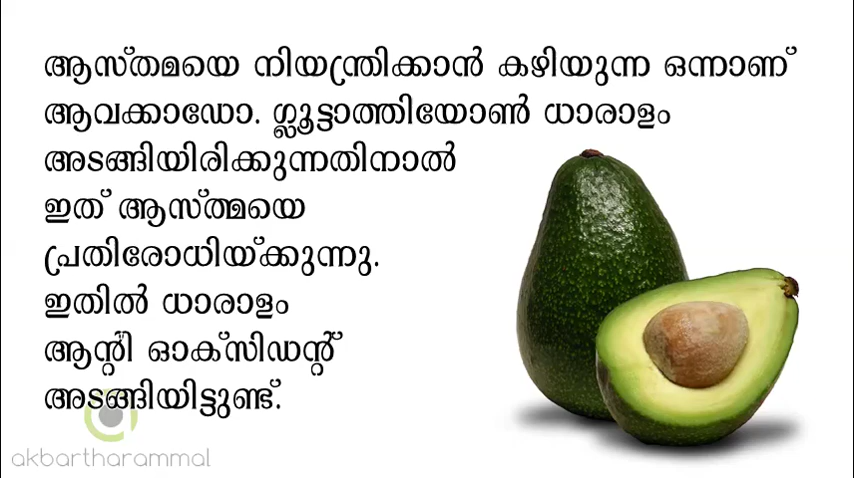 ആസ്തമയെ നിയന്ത്രിക്കാൻ കഴിയുന്ന ഒന്നാണ്
ആവക്കാഡോ. ഗ്ലൂട്ടാത്തിയോൺ ധാരാളം
അടങ്ങിയിരിക്കുന്നതിനാൽ
ഇത് ആസ്ത്മയെ
പ്രതിരോധിയ്ക്കുന്നു.
ഇതിൽ ധാരാളം
ആന്റി ഓക്സിഡന്റ്
അടങ്ങിയിട്ടുണ്ട്.
akbartharammal